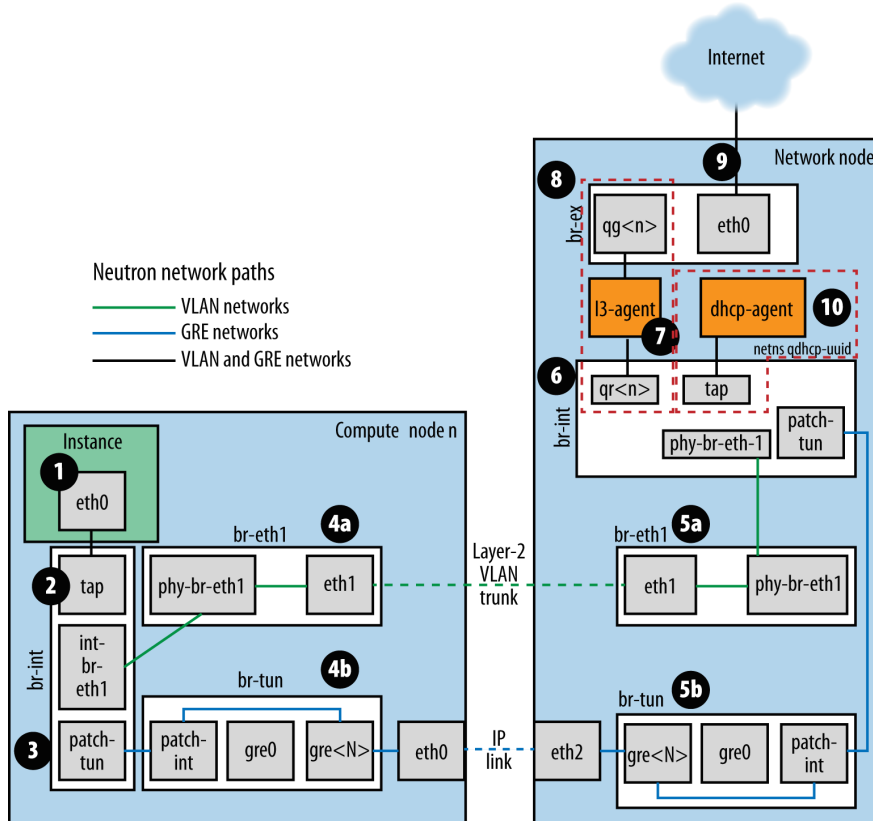 Internet
9
Network node
8
br-ex
qg<n>
eth0
Neutron network paths
VLAN networks
GRE networks
VLAN and GRE networks
l3-agent
dhcp-agent
10
7
netns qdhcp-uuid
6
br-int
qr<n>
tap
patch-
tun
phy-br-eth-1
Compute node n
Instance
1
eth0
br-eth1
4a
2
tap
phy-br-eth1
eth1
Layer-2
VLAN
trunk
br-eth1
5a
eth1
phy-br-eth1
br-int
int-
br-
eth1
br-tun
4b
3
patch-
tun
patch-
int
gre0
gre<N>
eth0
IP
link
br-tun
5b
eth2
gre<N>
gre0
patch-
int